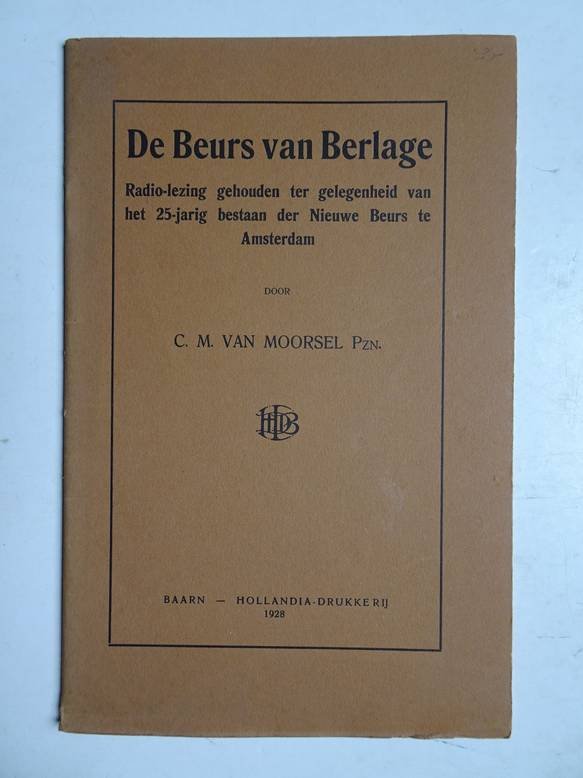 De Beurs van Berlage
Radio-lezing gehouden ter gelegenheid van
het 25-jarig bestaan der Nieuwe Beurs te
Amsterdam
DOOR
C. M. VAN MOORSEL PZN.
BAARN — HOLLANDIA-DRUKKERIJ
1928